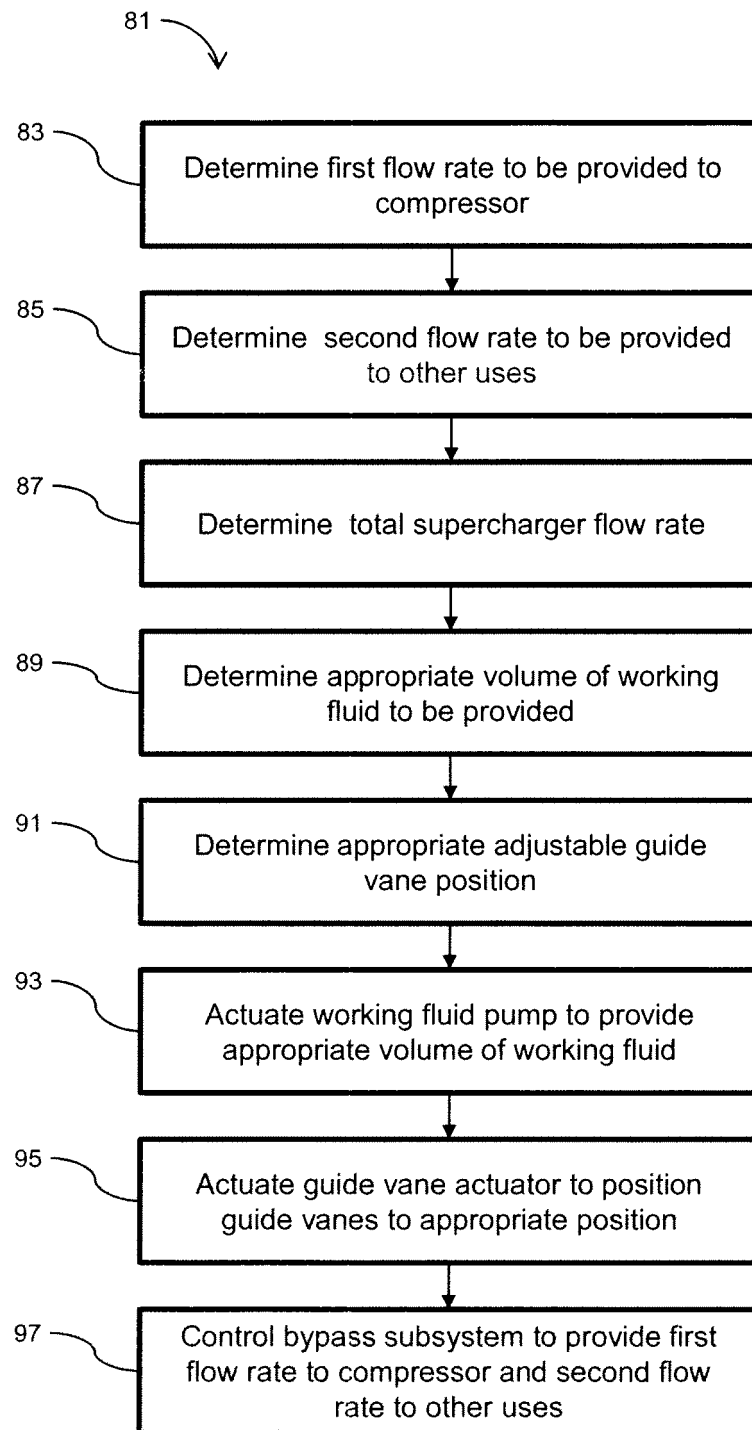 81
83
Determine first flow rate to be provided to
compressor
85
Determine second flow rate to be provided
to other uses
87
Determine total supercharger flow rate
89
Determine appropriate volume of working
fluid to be provided
91
Determine appropriate adjustable guide
vane position
93
Actuate working fluid pump to provide
appropriate volume of working fluid
95
Actuate guide vane actuator to position
guide vanes to appropriate position
97
Control bypass subsystem to provide first
flow rate to compressor and second flow
rate to other uses